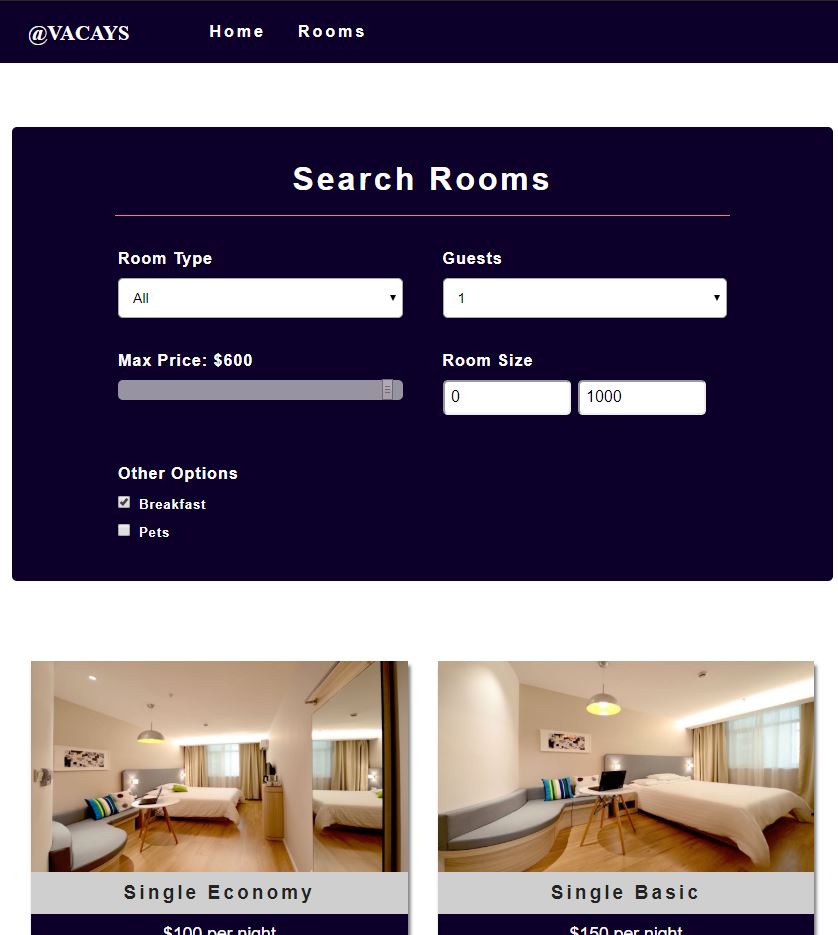 @VACAYS Home Rooms
Search Rooms
Room Type Guests
All 1
Max Price: $600 Room Size
0 1000
Other Options
Breakfast
Pets
Single Economy Single Basic
$100 per night $150 per night